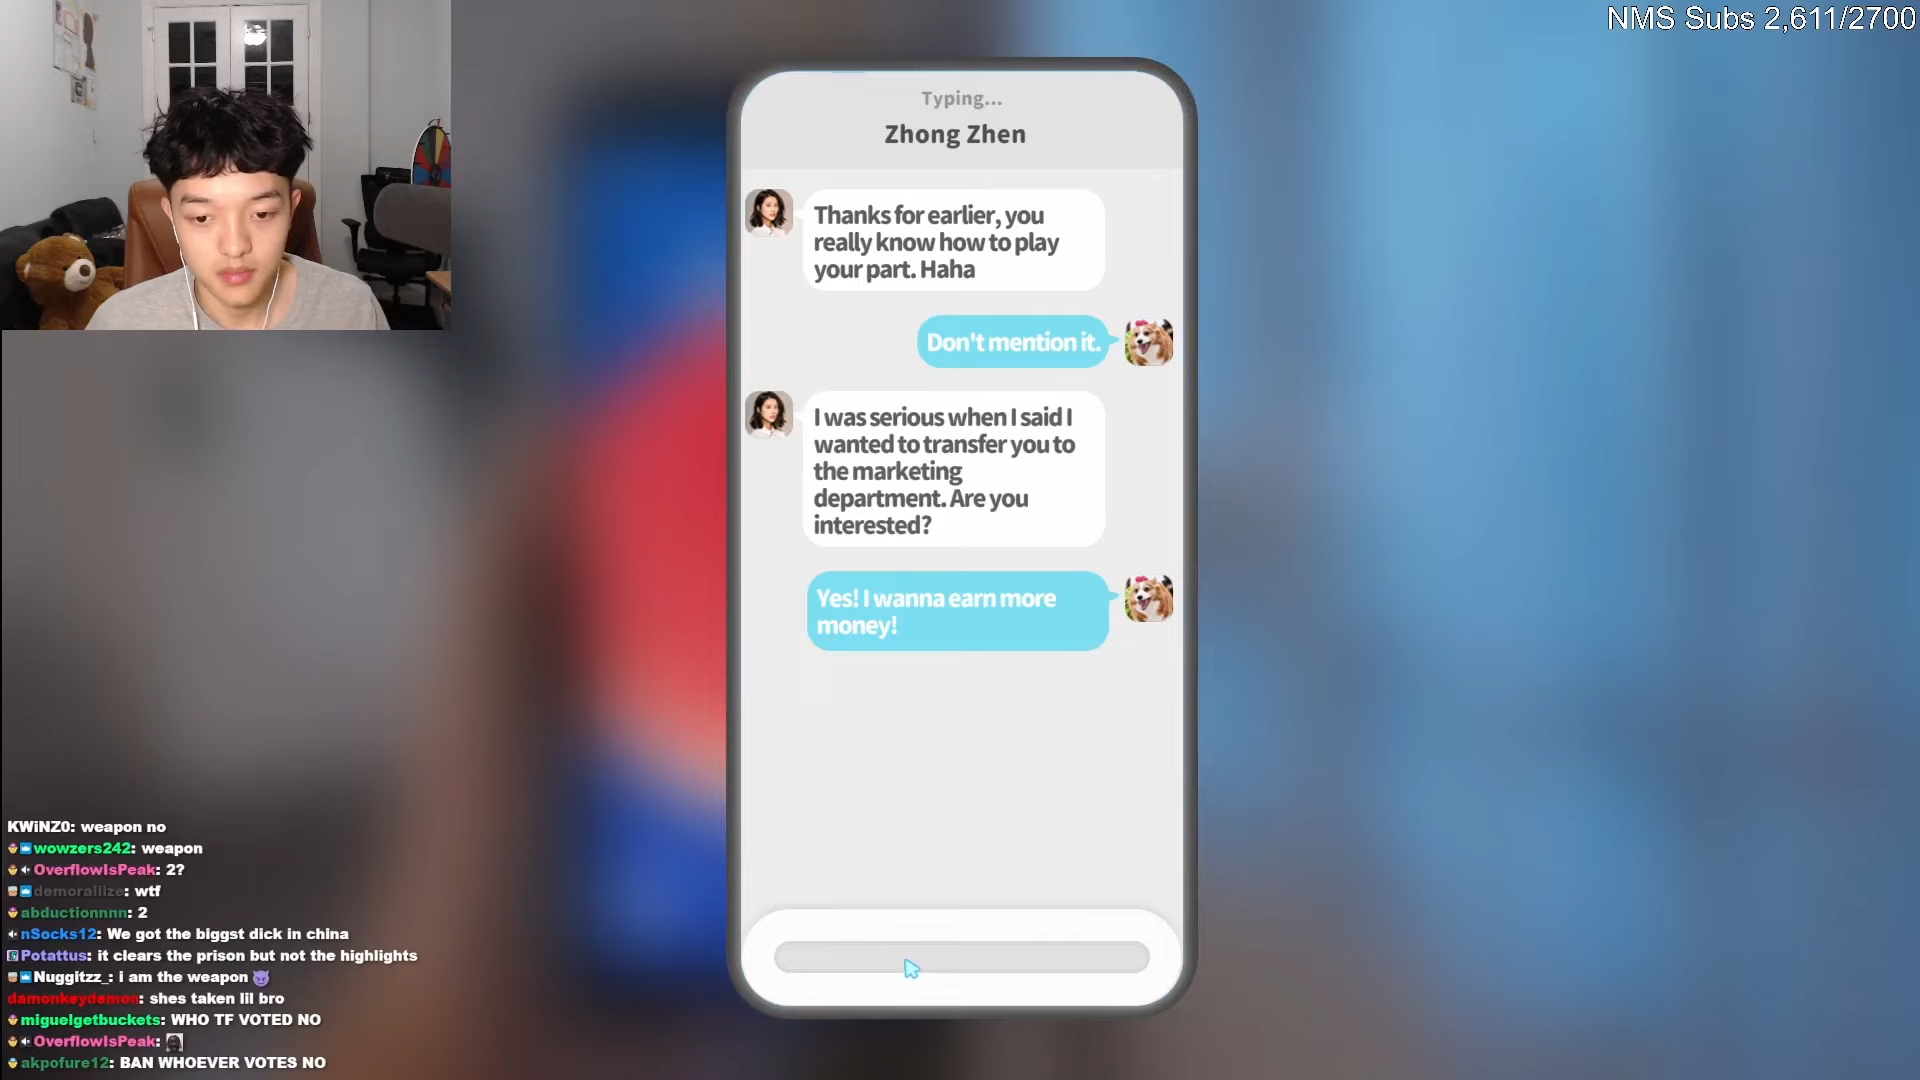 NMS Subs 2,611/2700
Typing...
Zhong Zhen
Thanks for earlier, you
really know how to play
your part. Haha
Don't mention it.
I was serious when I said I
wanted to transfer you to
the marketing
department. Are you
interested?
Yes! I wanna earn more
money!
KWiNZ0: weapon no
wowzers242: weapon
OverflowIsPeak: 2?
demorallize: wtf
abductionnnn: 2
nSocks12: We got the biggst dick in china
Potattus: it clears the prison but not the highlights
Nuggitzz_: i am the weapon 😈
damonkeydamon: shes taken lil bro
miguelgetbuckets: WHO TF VOTED NO
OverflowIsPeak:
akpofure12: BAN WHOEVER VOTES NO